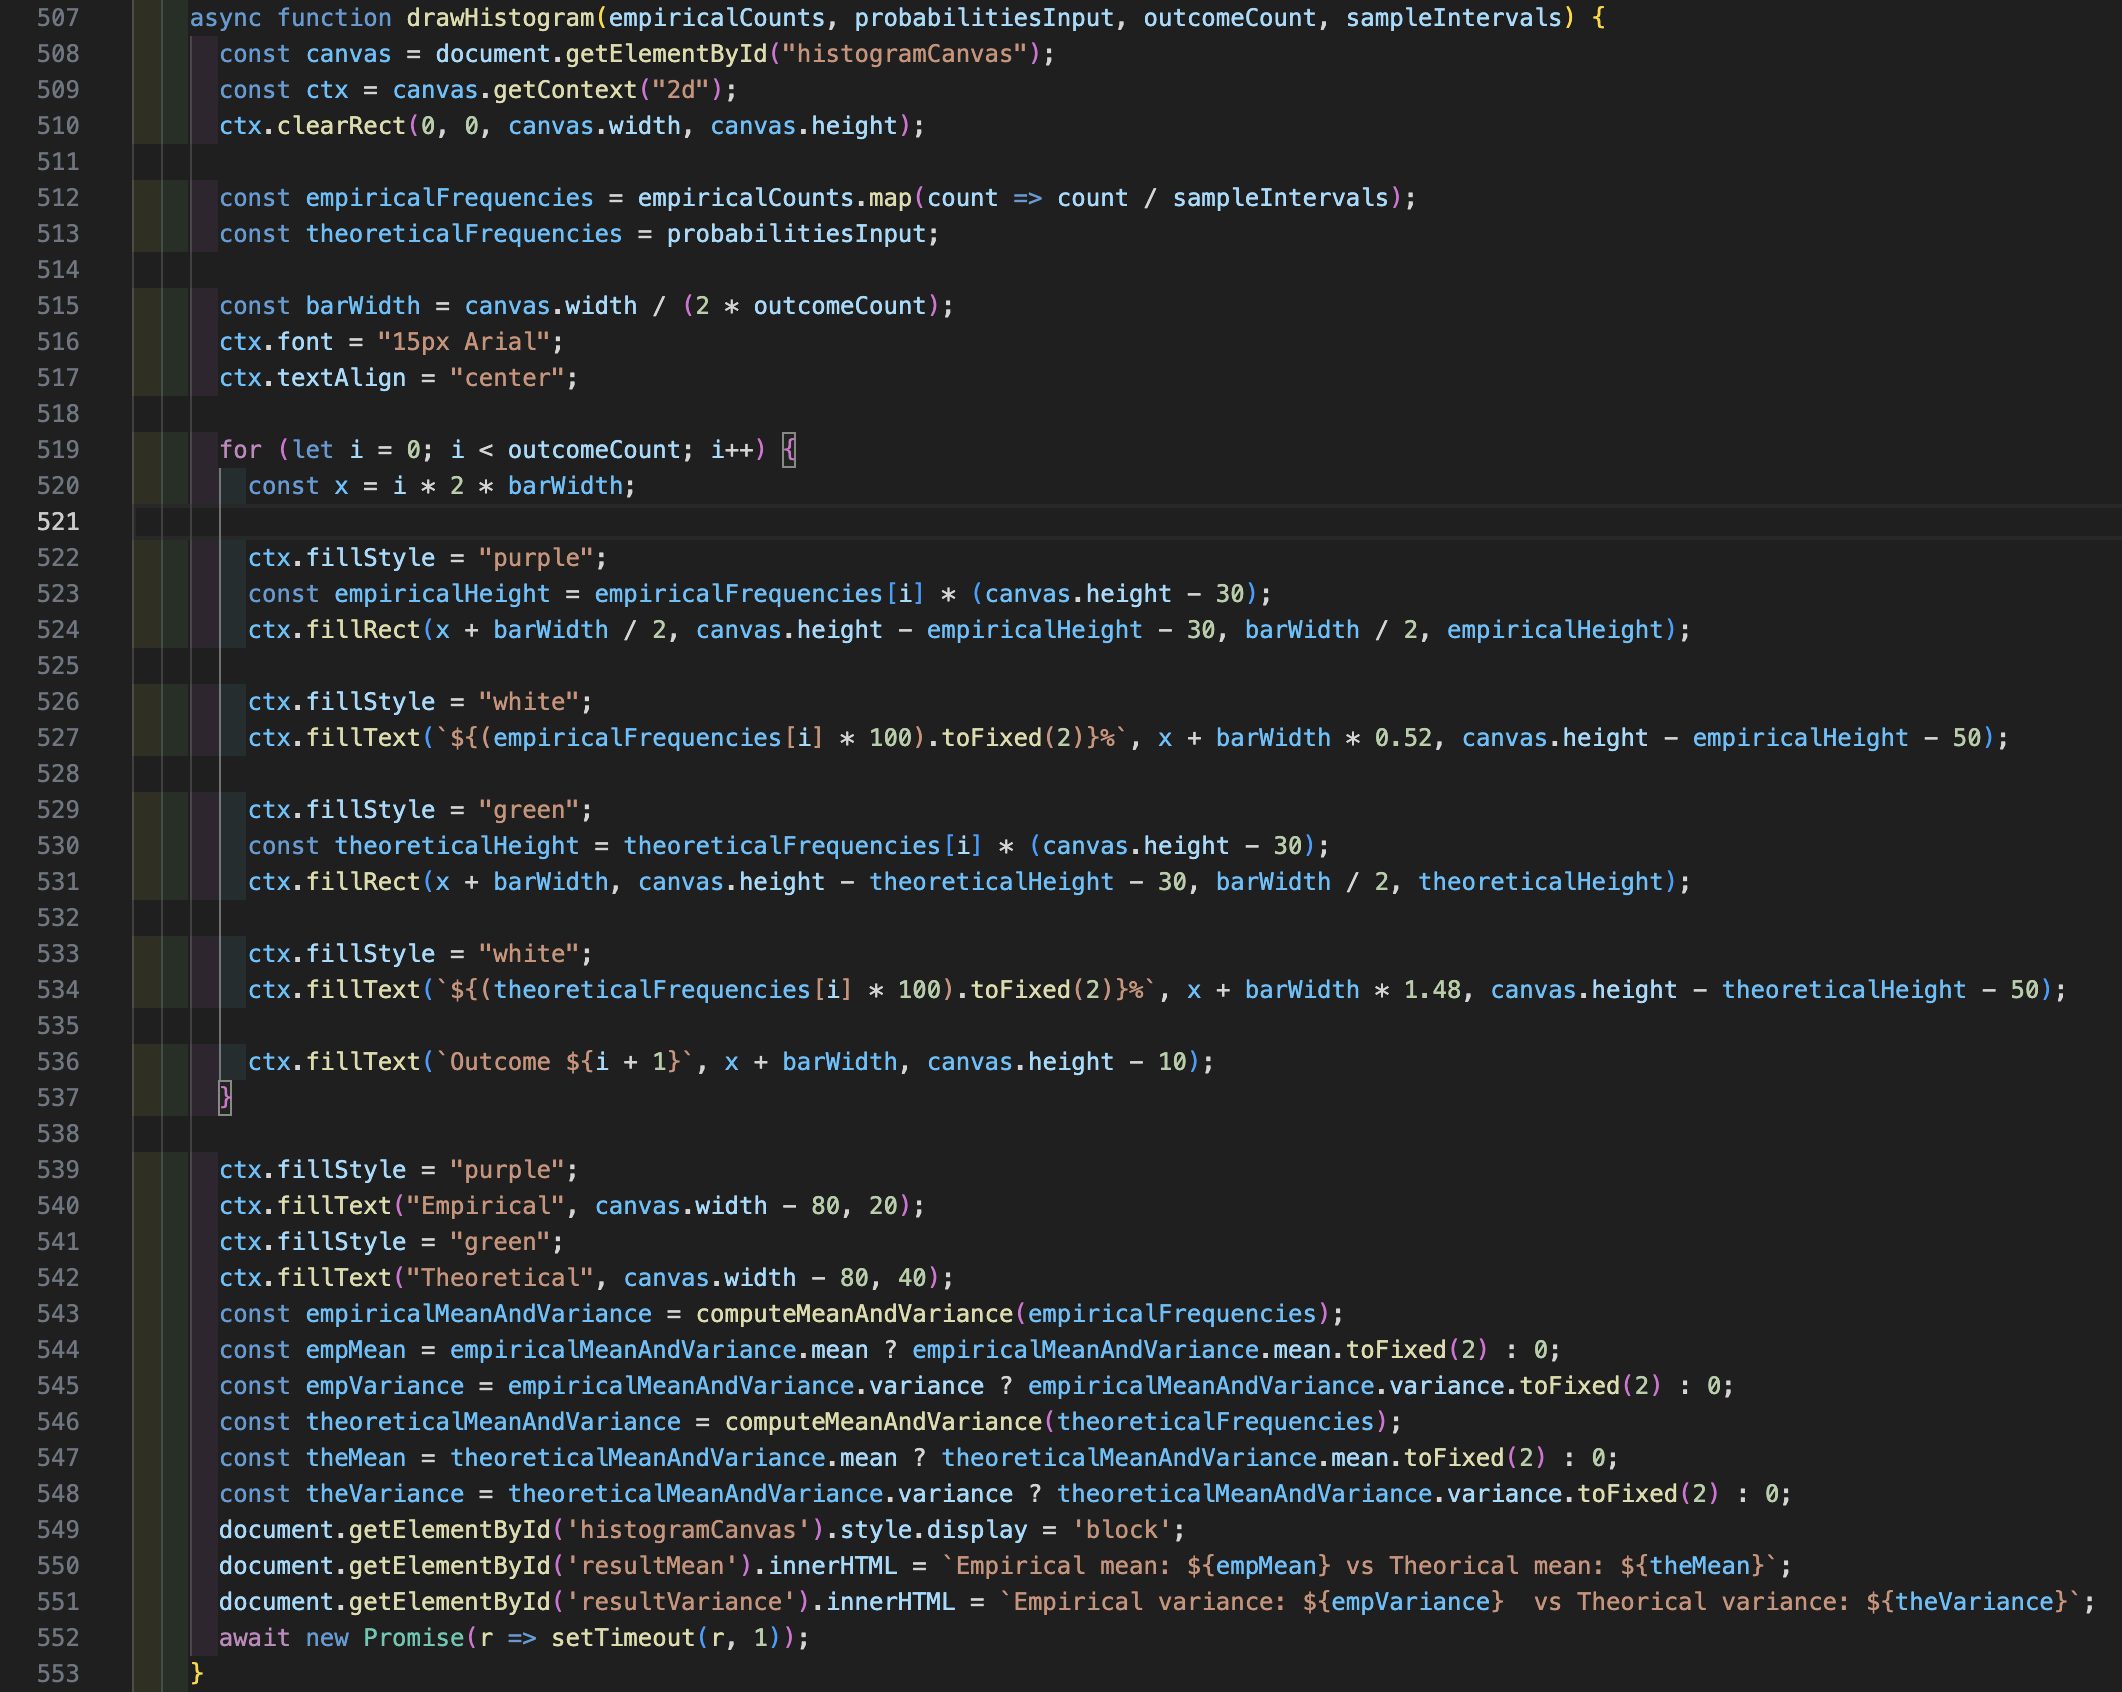 507 async function drawHistogram(empiricalCounts, probabilitiesInput, outcomeCount, sampleIntervals) {
508 const canvas = document.getElementById("histogramCanvas");
509 const ctx = canvas.getContext("2d");
510 ctx.clearRect(0, 0, canvas.width, canvas.height);
511
512 const empiricalFrequencies = empiricalCounts.map(count => count / sampleIntervals);
513 const theoreticalFrequencies = probabilitiesInput;
514
515 const barWidth = canvas.width / (2 * outcomeCount);
516 ctx.font = "15px Arial";
517 ctx.textAlign = "center";
518
519 for (let i = 0; i < outcomeCount; i++) {
520 const x = i * 2 * barWidth;
521
522 ctx.fillStyle = "purple";
523 const empiricalHeight = empiricalFrequencies[i] * (canvas.height - 30);
524 ctx.fillRect(x + barWidth / 2, canvas.height - empiricalHeight - 30, barWidth / 2, empiricalHeight);
525
526 ctx.fillStyle = "white";
527 ctx.fillText(`${(empiricalFrequencies[i] * 100).toFixed(2)}%`, x + barWidth * 0.52, canvas.height - empiricalHeight - 50);
528
529 ctx.fillStyle = "green";
530 const theoreticalHeight = theoreticalFrequencies[i] * (canvas.height - 30);
531 ctx.fillRect(x + barWidth, canvas.height - theoreticalHeight - 30, barWidth / 2, theoreticalHeight);
532
533 ctx.fillStyle = "white";
534 ctx.fillText(`${(theoreticalFrequencies[i] * 100).toFixed(2)}%`, x + barWidth * 1.48, canvas.height - theoreticalHeight - 50);
535
536 ctx.fillText(`Outcome ${i + 1}`, x + barWidth, canvas.height - 10);
537 }
538
539 ctx.fillStyle = "purple";
540 ctx.fillText("Empirical", canvas.width - 80, 20);
541 ctx.fillStyle = "green";
542 ctx.fillText("Theoretical", canvas.width - 80, 40);
543 const empiricalMeanAndVariance = computeMeanAndVariance(empiricalFrequencies);
544 const empMean = empiricalMeanAndVariance.mean ? empiricalMeanAndVariance.mean.toFixed(2) : 0;
545 const empVariance = empiricalMeanAndVariance.variance ? empiricalMeanAndVariance.variance.toFixed(2) : 0;
546 const theoreticalMeanAndVariance = computeMeanAndVariance(theoreticalFrequencies);
547 const theMean = theoreticalMeanAndVariance.mean ? theoreticalMeanAndVariance.mean.toFixed(2) : 0;
548 const theVariance = theoreticalMeanAndVariance.variance ? theoreticalMeanAndVariance.variance.toFixed(2) : 0;
549 document.getElementById('histogramCanvas').style.display = 'block';
550 document.getElementById('resultMean').innerHTML = `Empirical mean: ${empMean} vs Theorical mean: ${theMean}`;
551 document.getElementById('resultVariance').innerHTML = `Empirical variance: ${empVariance}  vs Theorical variance: ${theVariance}`;
552 await new Promise(r => setTimeout(r, 1));
553 }